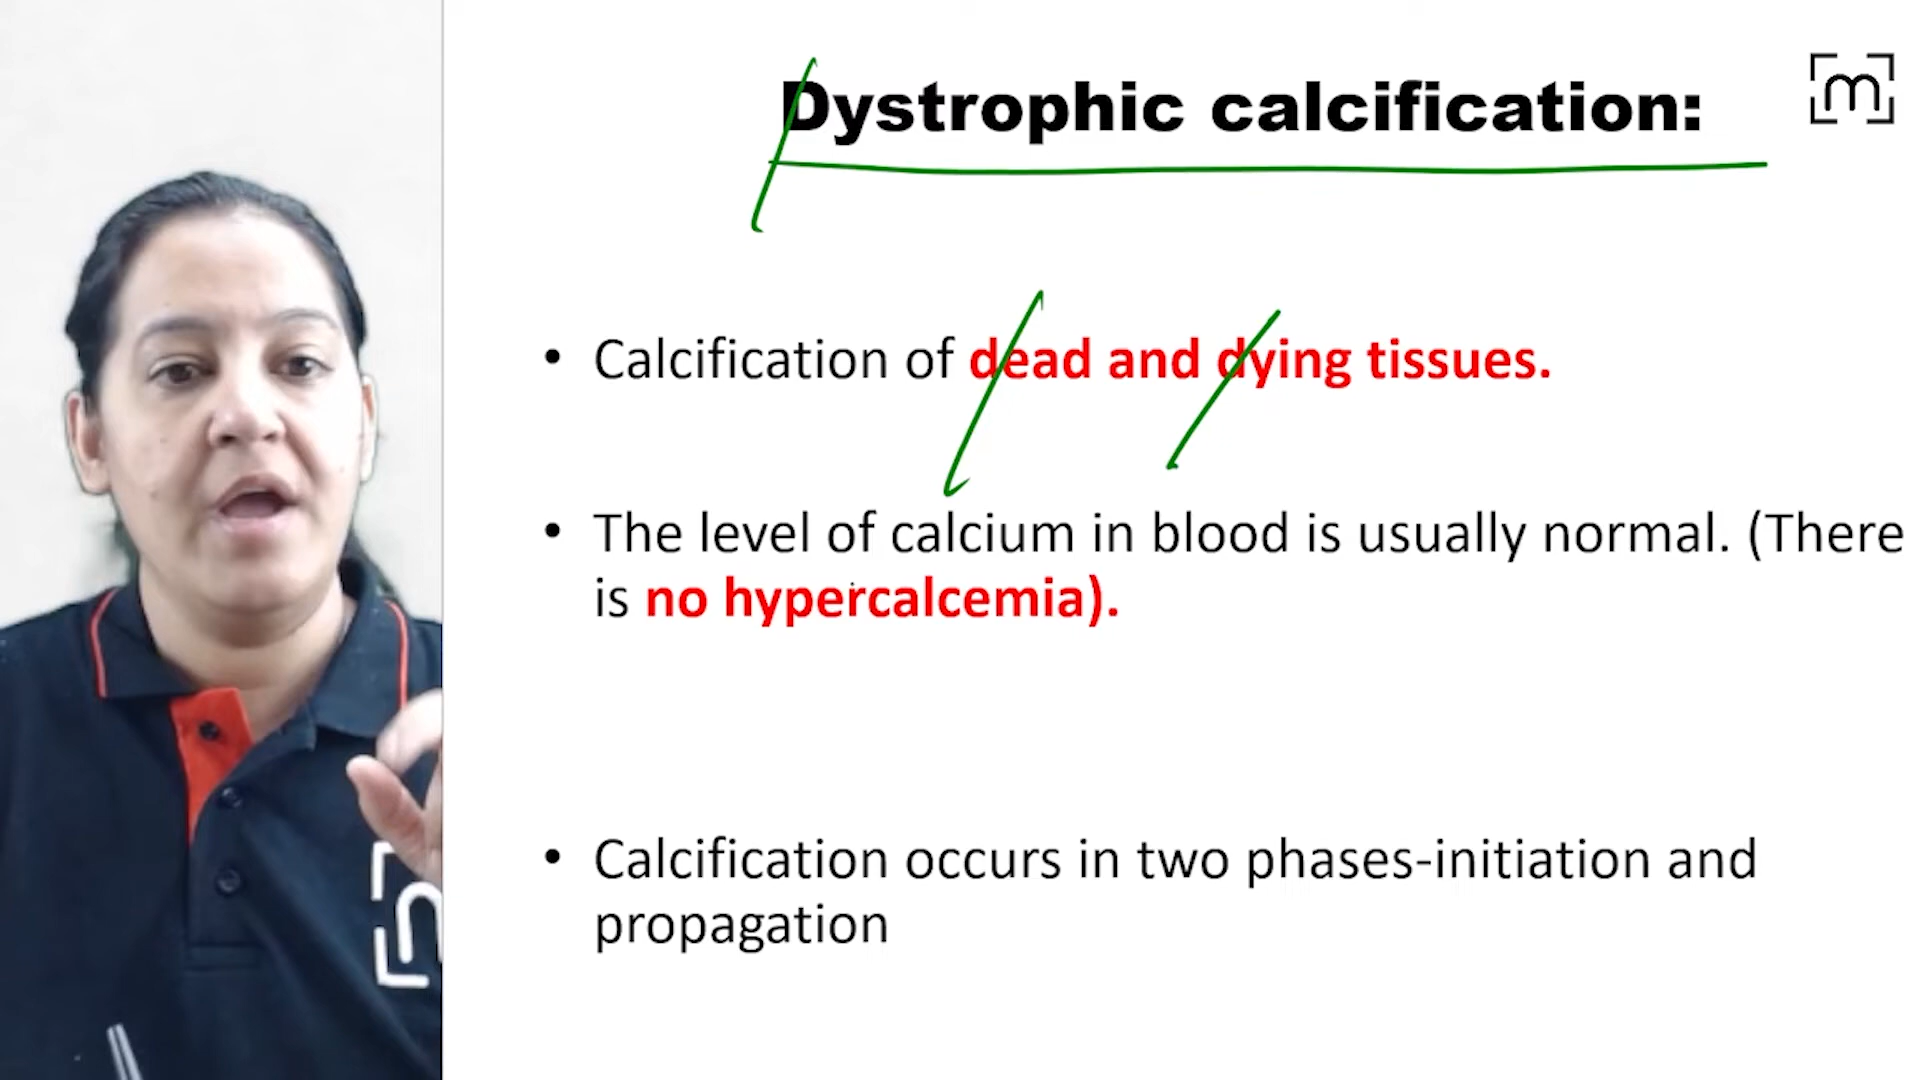 Dystrophic calcification:
• Calcification of dead and dying tissues.
• The level of calcium in blood is usually normal. (There
is no hypercalcemia).
• Calcification occurs in two phases-initiation and
propagation
m